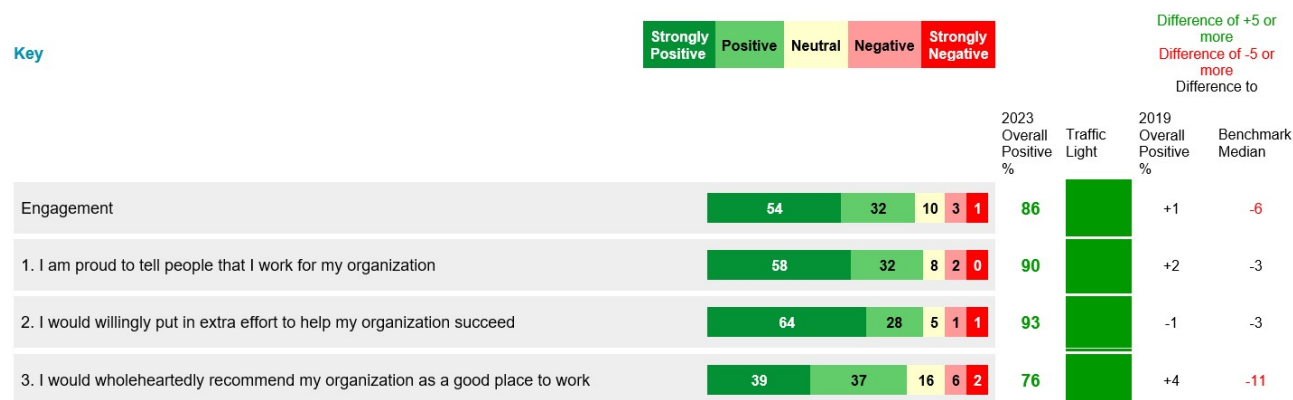 Key
Strongly Positive
Positive
Neutral
Negative
Strongly Negative
Difference of +5 or
more
Difference of -5 or
more
Difference to
2023 Overall Positive %
Traffic Light
2019 Overall Positive %
Benchmark Median
Engagement 54 32 10 3 1 86 +1 -6
1. I am proud to tell people that I work for my organization 58 32 8 2 0 90 +2 -3
2. I would willingly put in extra effort to help my organization succeed 64 28 5 1 1 93 -1 -3
3. I would wholeheartedly recommend my organization as a good place to work 39 37 16 6 2 76 +4 -11